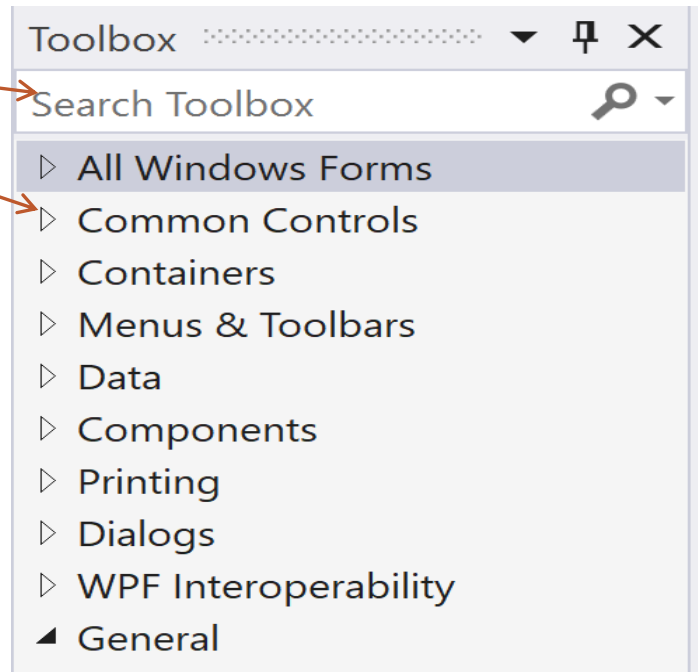 Toolbox
Search Toolbox
All Windows Forms
Common Controls
Containers
Menus & Toolbars
Data
Components
Printing
Dialogs
WPF Interoperability
General